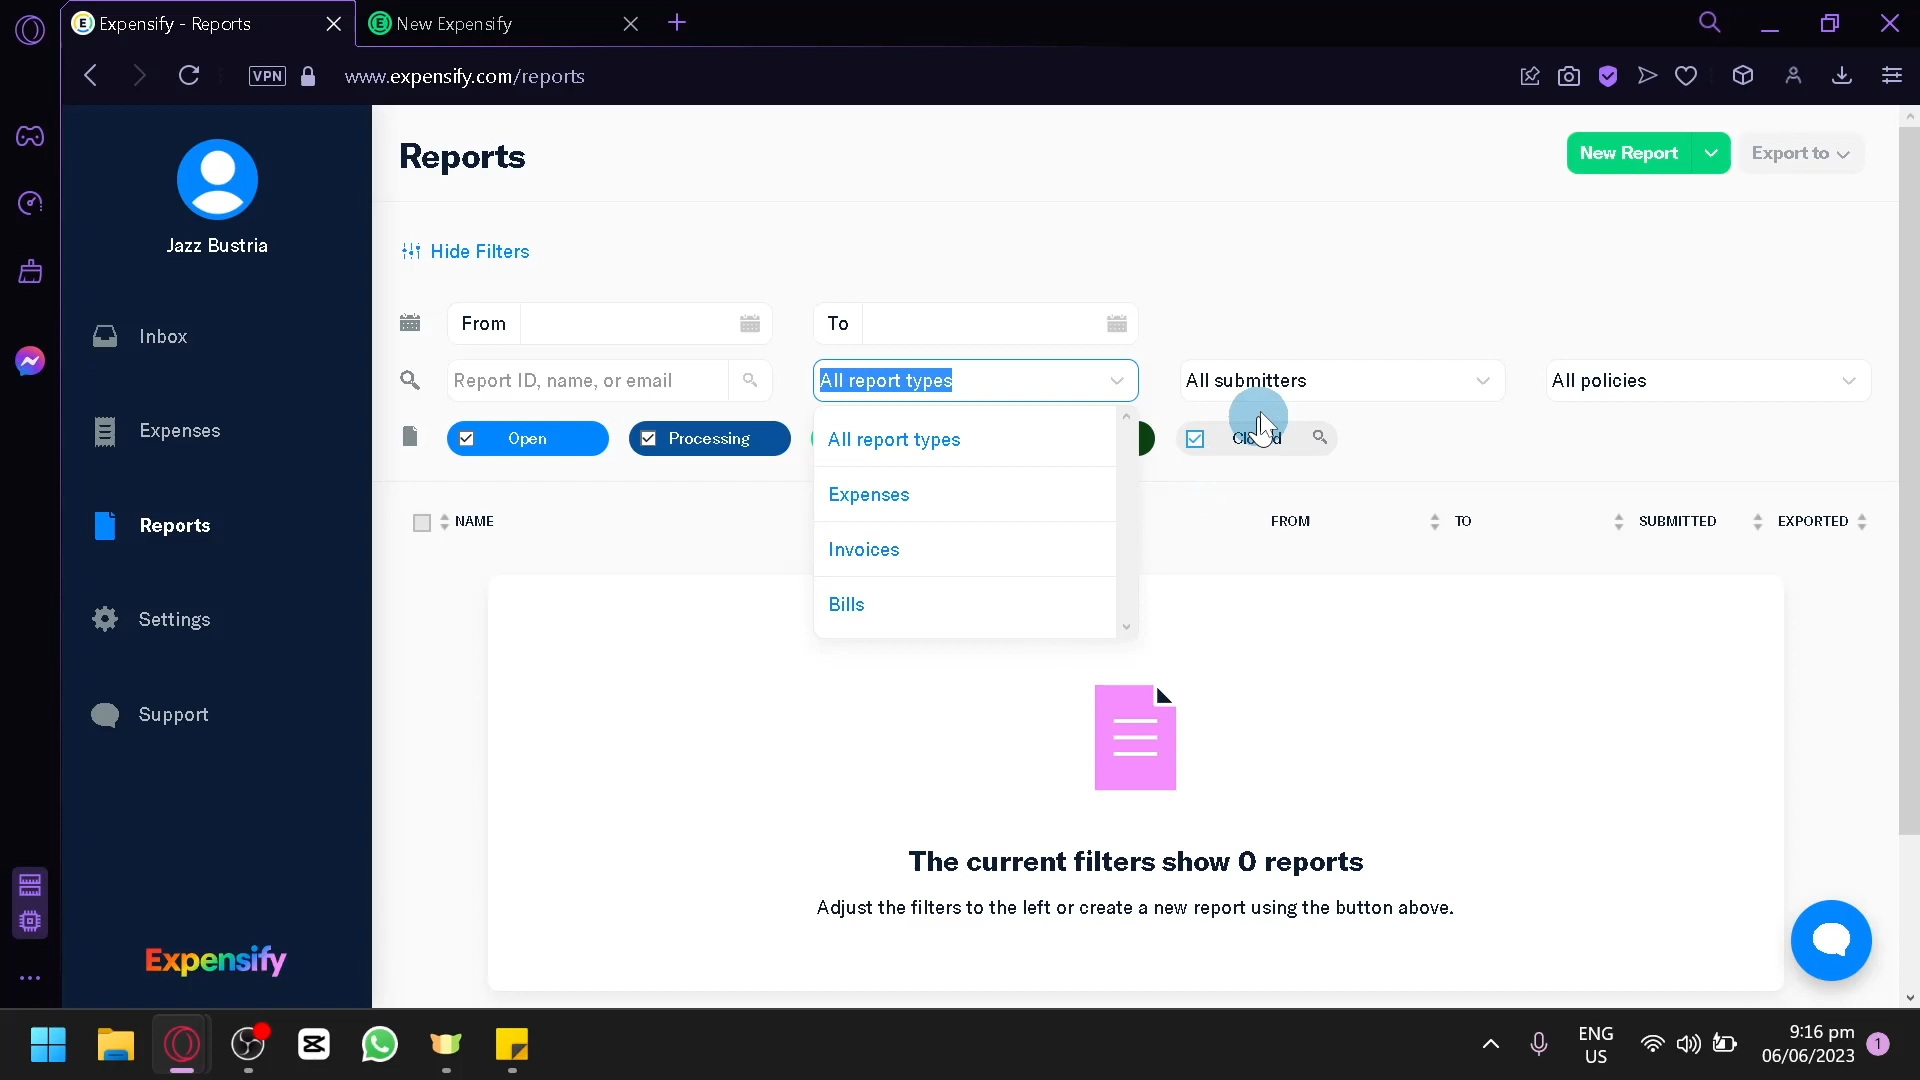 Expensify - Reports
New Expensify
VPN
www.expensify.com/reports
Jazz Bustria
Inbox
Expenses
Reports
Settings
Support
Expensify
Reports
New Report
Export to
Hide Filters
From
To
Report ID, name, or email
All report types
All submitters
All policies
Open
Processing
All report types
Expenses
Invoices
Bills
NAME
FROM
TO
SUBMITTED
EXPORTED
The current filters show 0 reports
Adjust the filters to the left or create a new report using the button above.
ENG
US
9:16 pm
06/06/2023
1